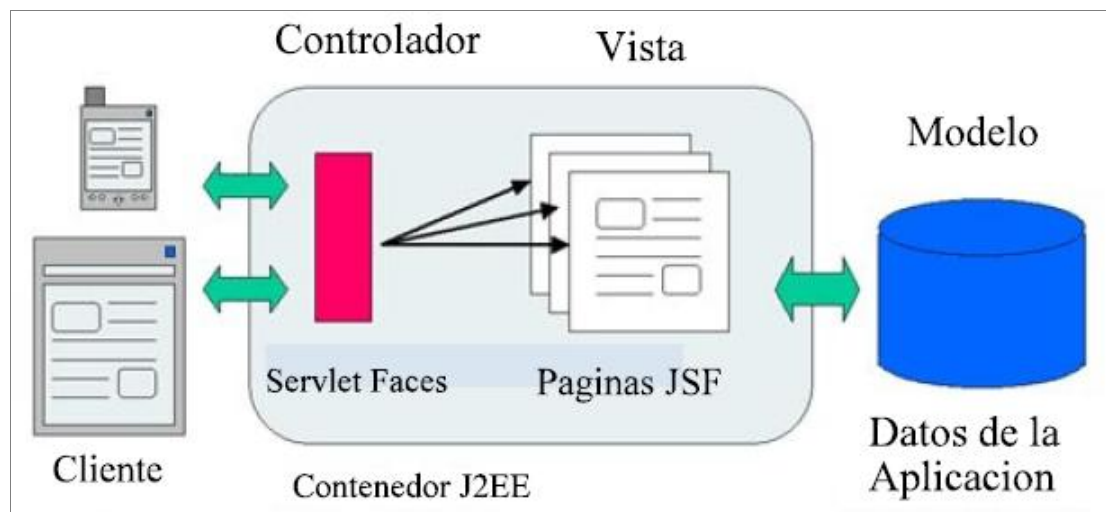 Controlador
Vista
Modelo
Servlet Faces
Paginas JSF
Cliente
Contenedor J2EE
Datos de la
Aplicacion